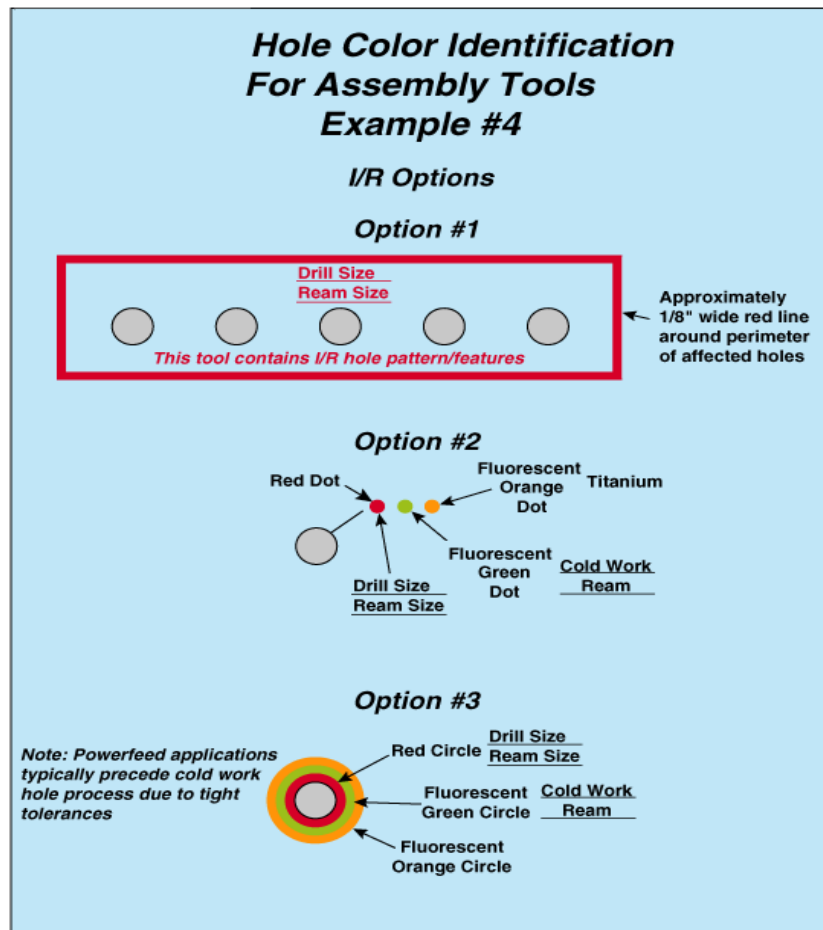 Hole Color Identification
For Assembly Tools
Example #4
I/R Options
Option #1
Drill Size
Ream Size
This tool contains I/R hole pattern/features
Approximately
1/8" wide red line
around perimeter
of affected holes
Option #2
Red Dot
Fluorescent
Orange
Dot
Titanium
Drill Size
Ream Size
Fluorescent
Green
Dot
Cold Work
Ream
Option #3
Note: Powerfeed applications
typically precede cold work
hole process due to tight
tolerances
Red Circle
Drill Size
Ream Size
Fluorescent
Green Circle
Cold Work
Ream
Fluorescent
Orange Circle